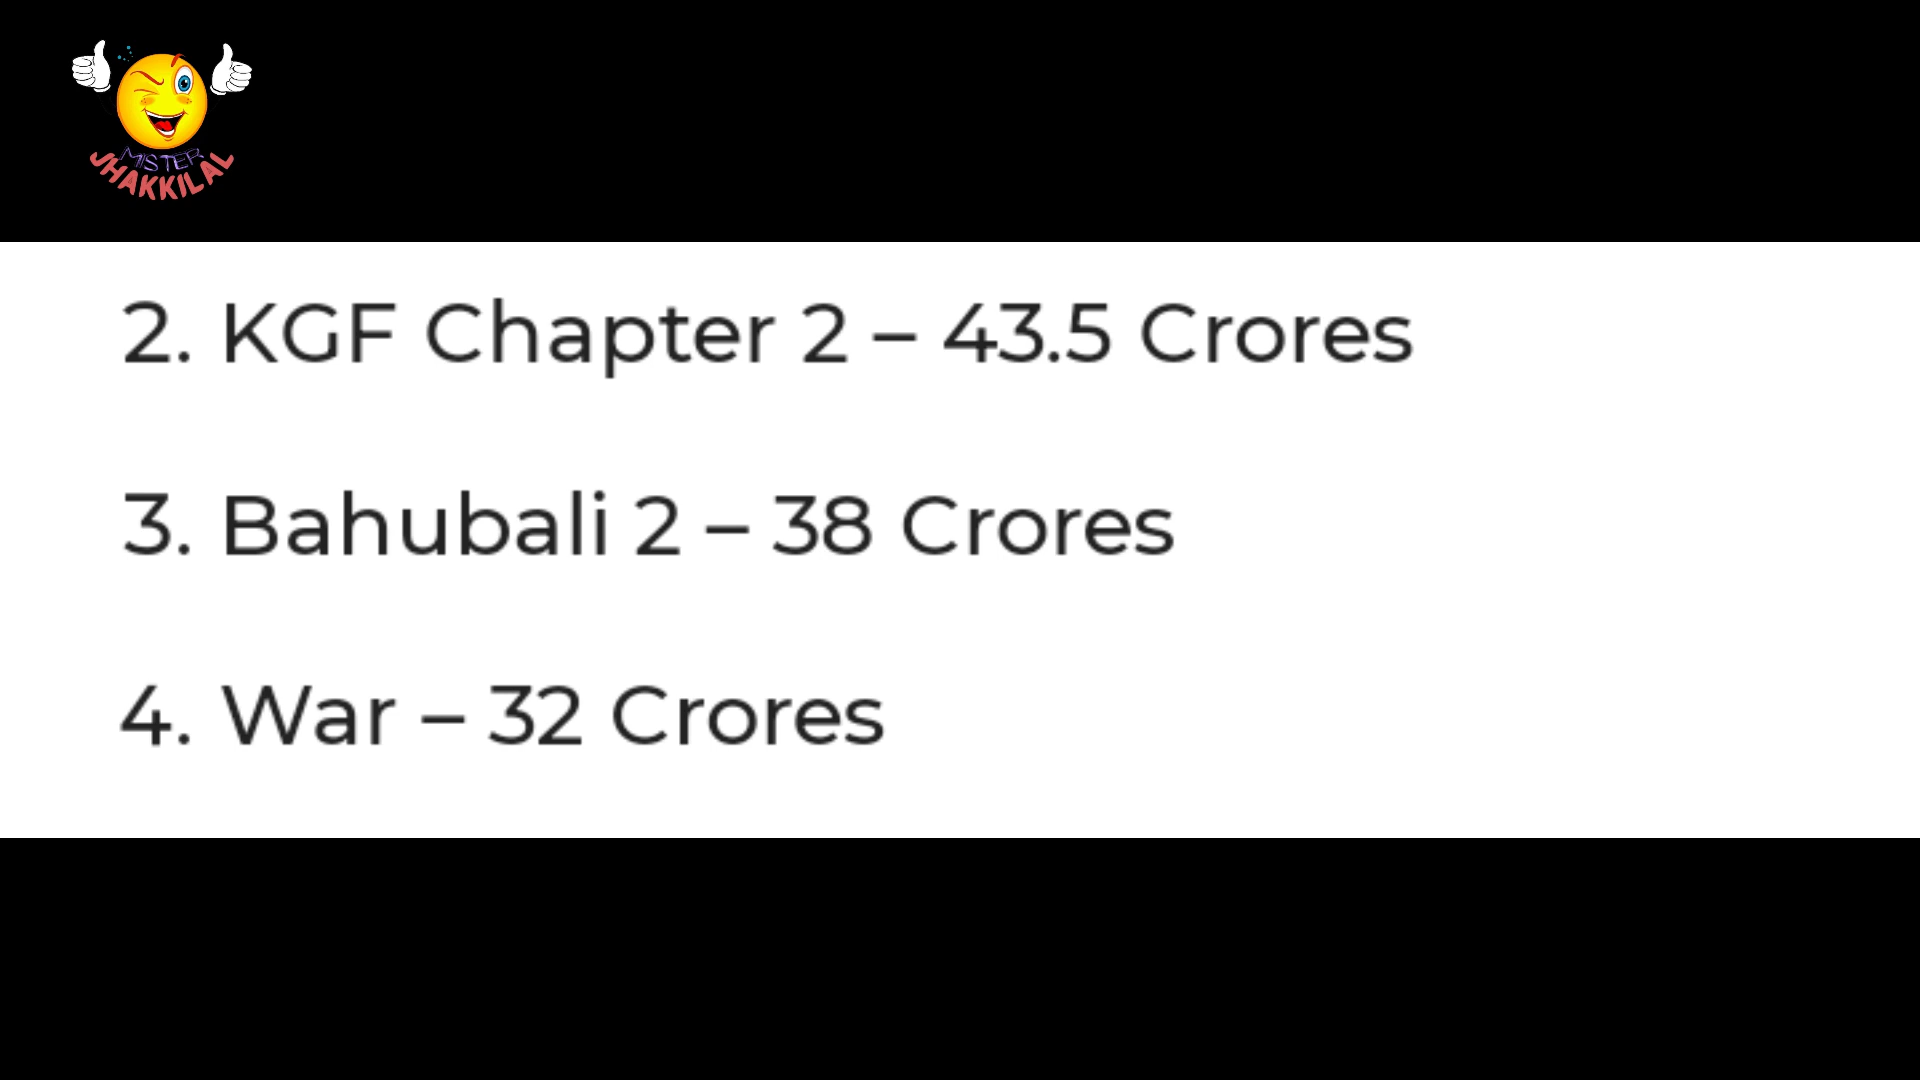 MISTER
JHAKKILAL
2. KGF Chapter 2 – 43.5 Crores
3. Bahubali 2 – 38 Crores
4. War – 32 Crores